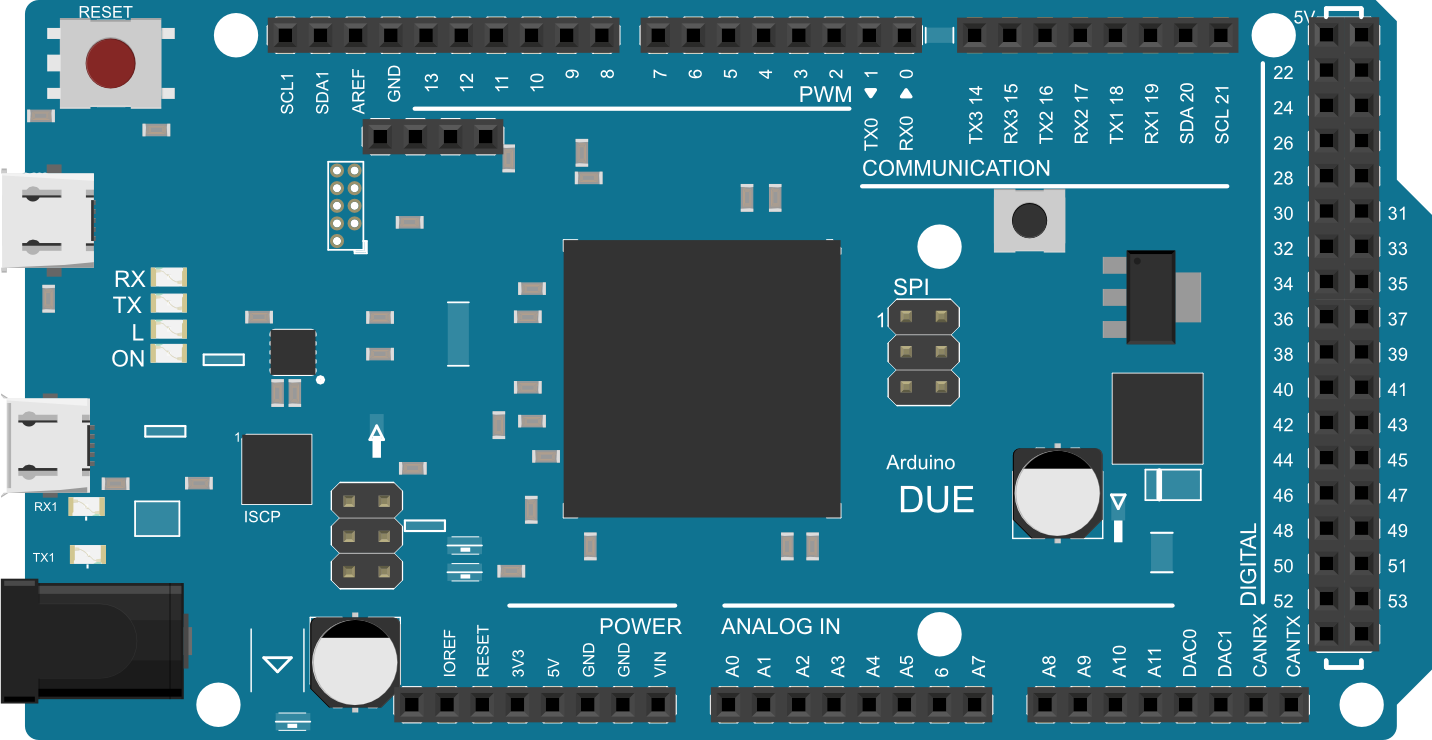 RESET
5V
SCL1
SDA1
AREF
GND
13
12
11
10
9
8
7
6
5
4
3
2
1
0
PWM
TX0
RX0
TX3 14
RX3 15
TX2 16
RX2 17
TX1 18
RX1 19
SDA 20
SCL 21
COMMUNICATION
22
24
26
28
30 31
32 33
34 35
36 37
38 39
40 41
42 43
44 45
46 47
48 49
50 51
52 53
DIGITAL
RX
TX
L
ON
SPI
1
1
ISCP
RX1
TX1
Arduino
DUE
POWER
ANALOG IN
IOREF
RESET
3V3
5V
GND
GND
VIN
A0
A1
A2
A3
A4
A5
6
A7
A8
A9
A10
A11
DAC0
DAC1
CANRX
CANTX